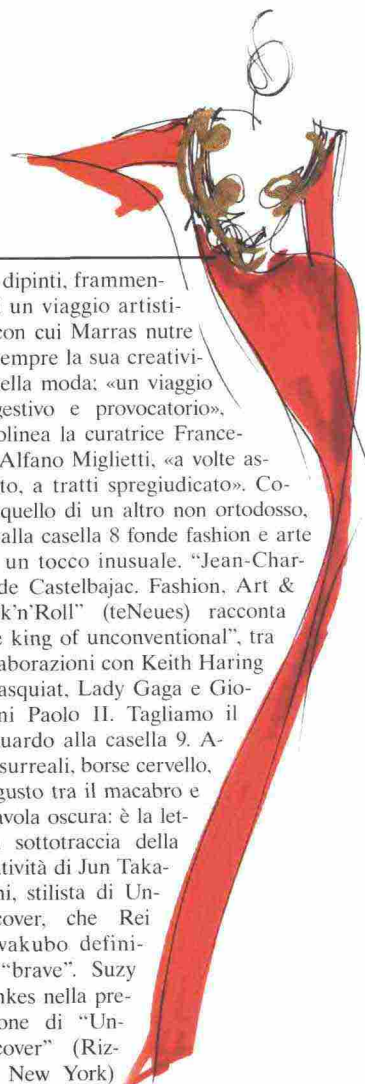 dipinti, frammen-
un viaggio artisti-
con cui Marras nutre
empre la sua creativi-
ella moda: «un viaggio
gestivo e provocatorio»,
olinea la curatrice France-
Alfano Miglietti, «a volte as-
to, a tratti spregiudicato». Co-
quello di un altro non ortodosso,
alla casella 8 fonde fashion e arte
un tocco inusuale. “Jean-Char-
de Castelbajac. Fashion, Art &
k’n’Roll” (teNeues) racconta
e king of unconventional”, tra
aborazioni con Keith Haring
asquiat, Lady Gaga e Gio-
ni Paolo II. Tagliamo il
uardo alla casella 9. A-
surreali, borse cervello,
gusto tra il macabro e
avola oscura: è la let-
sottotraccia della
atività di Jun Taka-
ni, stilista di Un-
cover, che Rei
wakubo defini-
“brave”. Suzy
nkes nella pre-
one di “Un-
cover” (Riz-
New York)